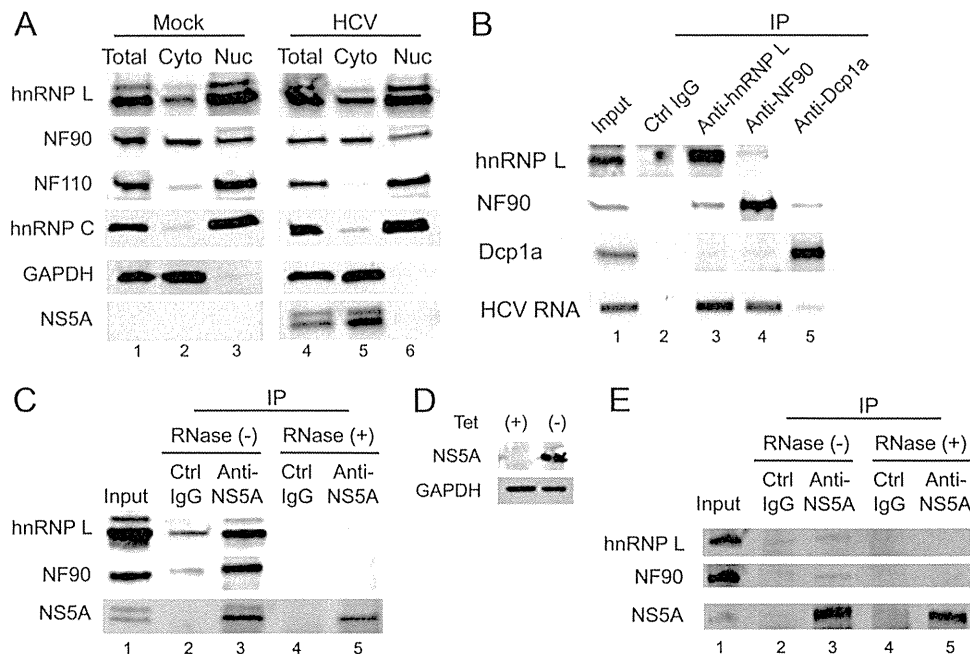 A
Mock
HCV
Total Cyto Nuc
Total Cyto Nuc
hnRNP L
NF90
NF110
hnRNP C
GAPDH
NS5A
1 2 3 4 5 6
B
IP
Input
Ctrl IgG
Anti-hnRNP L
Anti-NF90
Anti-Dcp1a
hnRNP L
NF90
Dcp1a
HCV RNA
1 2 3 4 5
C
IP
RNase (-)
RNase (+)
Input
Ctrl IgG
Anti-NS5A
Ctrl IgG
Anti-NS5A
hnRNP L
NF90
NS5A
1 2 3 4 5
D
Tet (+) (-)
NS5A
GAPDH
E
IP
RNase (-)
RNase (+)
Input
Ctrl IgG
Anti-NS5A
Ctrl IgG
Anti-NS5A
hnRNP L
NF90
NS5A
1 2 3 4 5